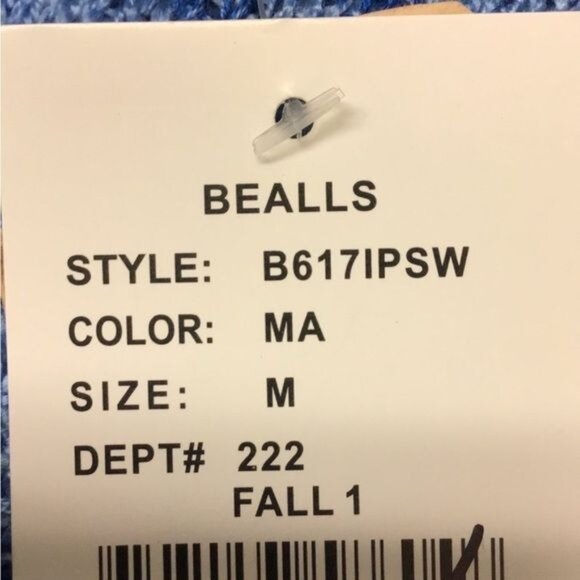 BEALLS
STYLE: B617IPSW
COLOR: MA
SIZE: M
DEPT# 222
FALL 1